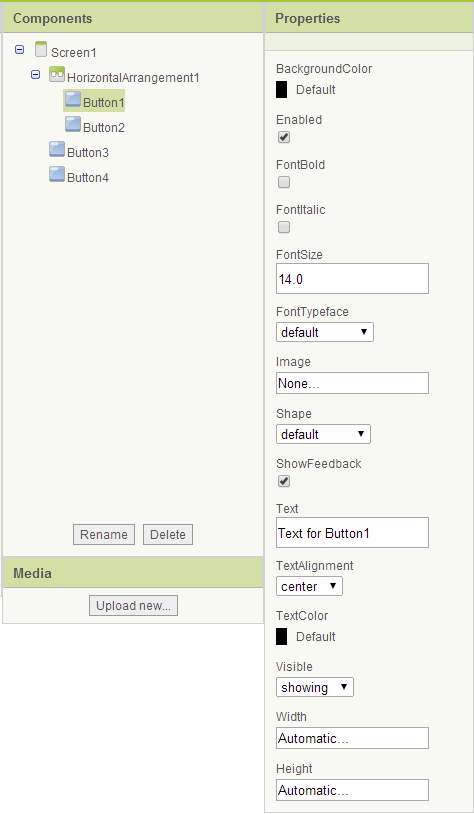 Components
Screen1
HorizontalArrangement1
Button1
Button2
Button3
Button4
Rename Delete
Media
Upload new...
Properties
BackgroundColor
Default
Enabled
FontBold
FontItalic
FontSize
14.0
FontTypeface
default
Image
None...
Shape
default
ShowFeedback
Text
Text for Button1
TextAlignment
center
TextColor
Default
Visible
showing
Width
Automatic...
Height
Automatic...